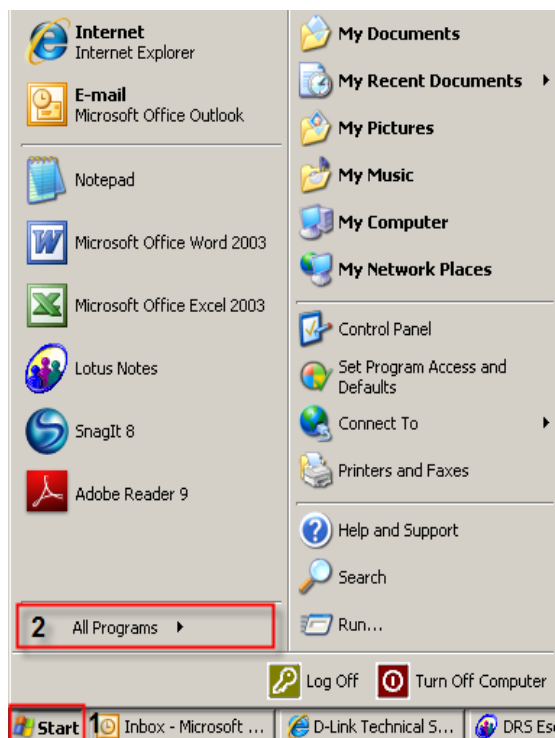 Internet
Internet Explorer
E-mail
Microsoft Office Outlook
Notepad
Microsoft Office Word 2003
Microsoft Office Excel 2003
Lotus Notes
SnagIt 8
Adobe Reader 9
2 All Programs
My Documents
My Recent Documents
My Pictures
My Music
My Computer
My Network Places
Control Panel
Set Program Access and
Defaults
Connect To
Printers and Faxes
Help and Support
Search
Run...
Log Off
Turn Off Computer
Start 1 Inbox - Microsoft ... D-Link Technical S... DRS Es